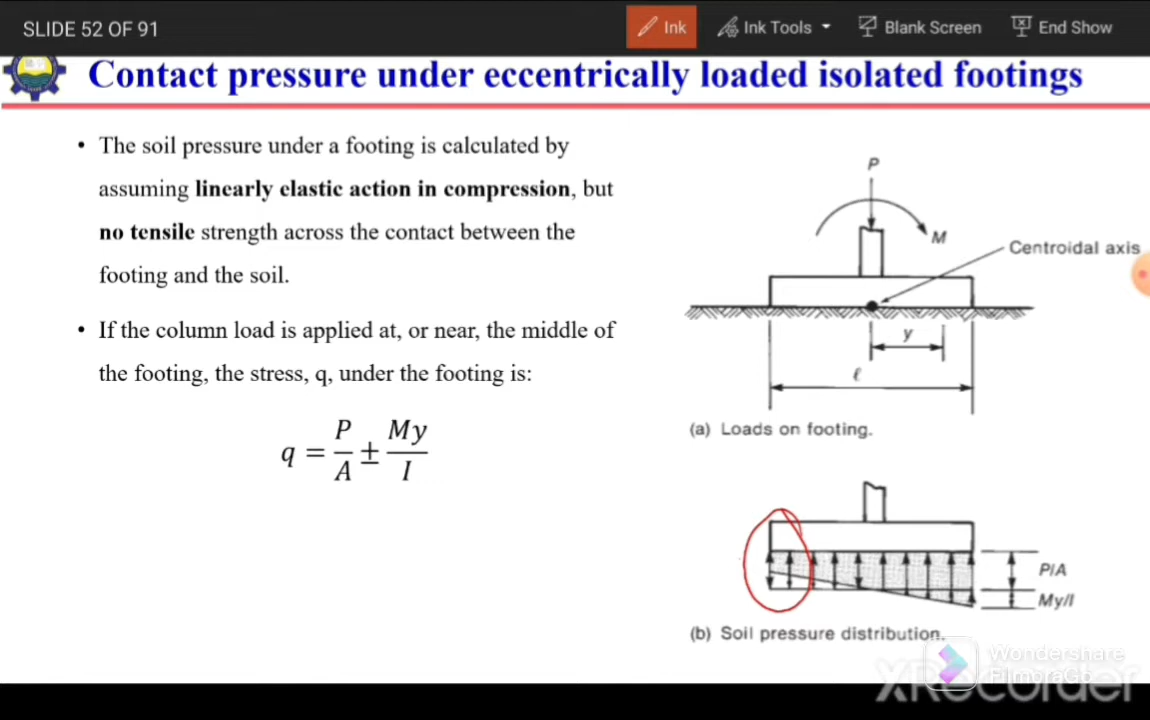 SLIDE 52 OF 91
Ink
Ink Tools
Blank Screen
End Show
Contact pressure under eccentrically loaded isolated footings
• The soil pressure under a footing is calculated by
assuming linearly elastic action in compression, but
no tensile strength across the contact between the
footing and the soil.
• If the column load is applied at, or near, the middle of
the footing, the stress, q, under the footing is:
q = P/A ± My/I
P
M
Centroidal axis
y
ℓ
(a) Loads on footing.
P/A
My/I
(b) Soil pressure distribution.
Wondershare
FilmoraGo
XRecorder